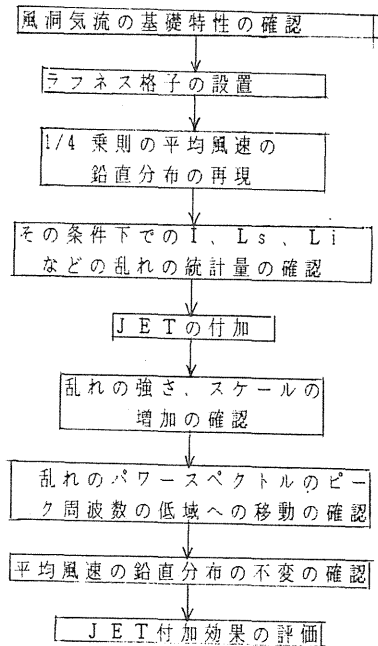 風洞気流の基礎特性の確認
ラフネス格子の設置
1/4 乗則の平均風速の
鉛直分布の再現
その条件下でのI、Ls、Li
などの乱れの統計量の確認
JETの付加
乱れの強さ、スケールの
増加の確認
乱れのパワースペクトルのピー
ク周波数の低域への移動の確認
平均風速の鉛直分布の不変の確認
JET付加効果の評価